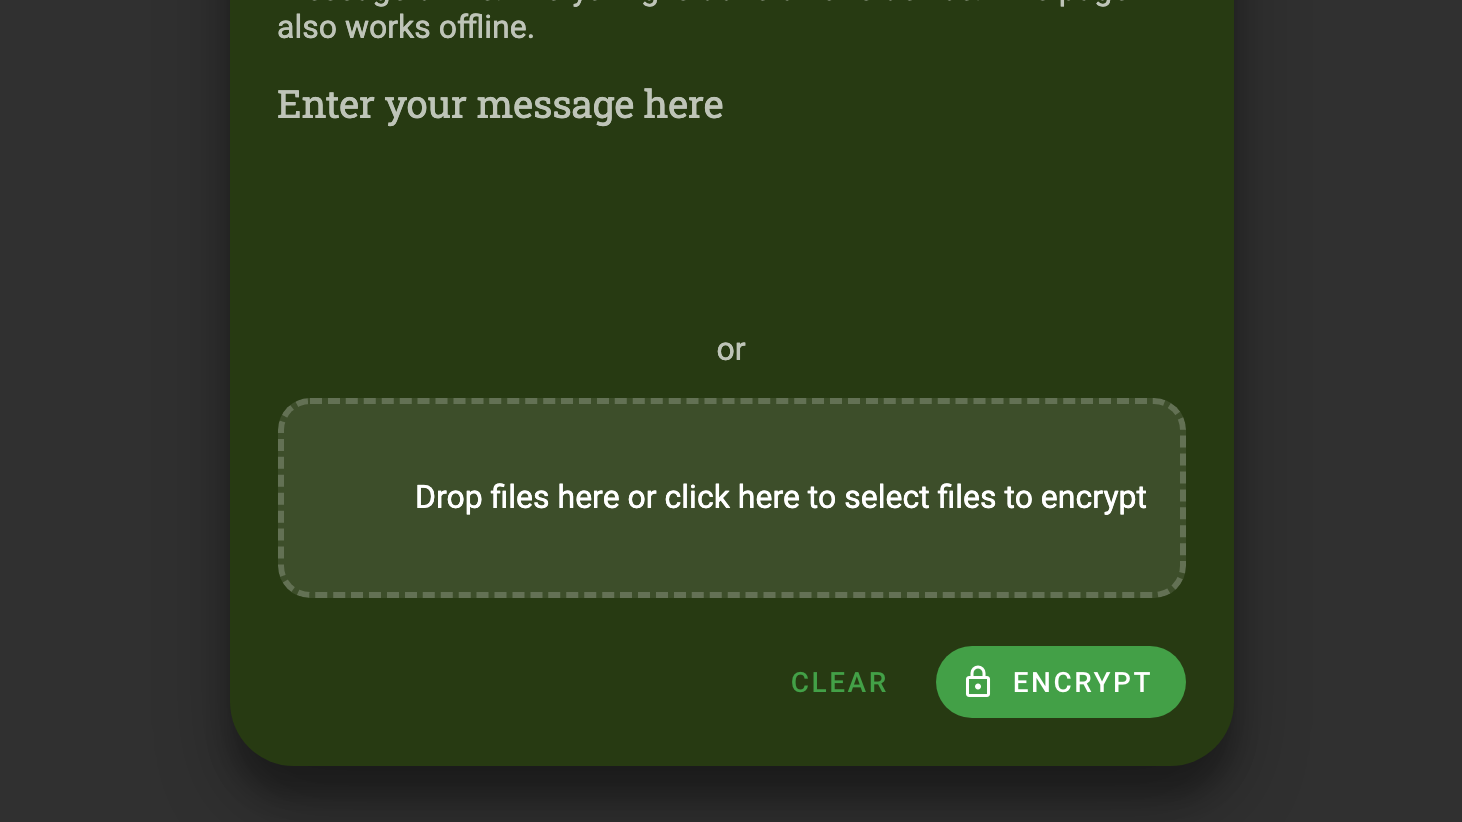 also works offline.
Enter your message here
or
Drop files here or click here to select files to encrypt
CLEAR
ENCRYPT